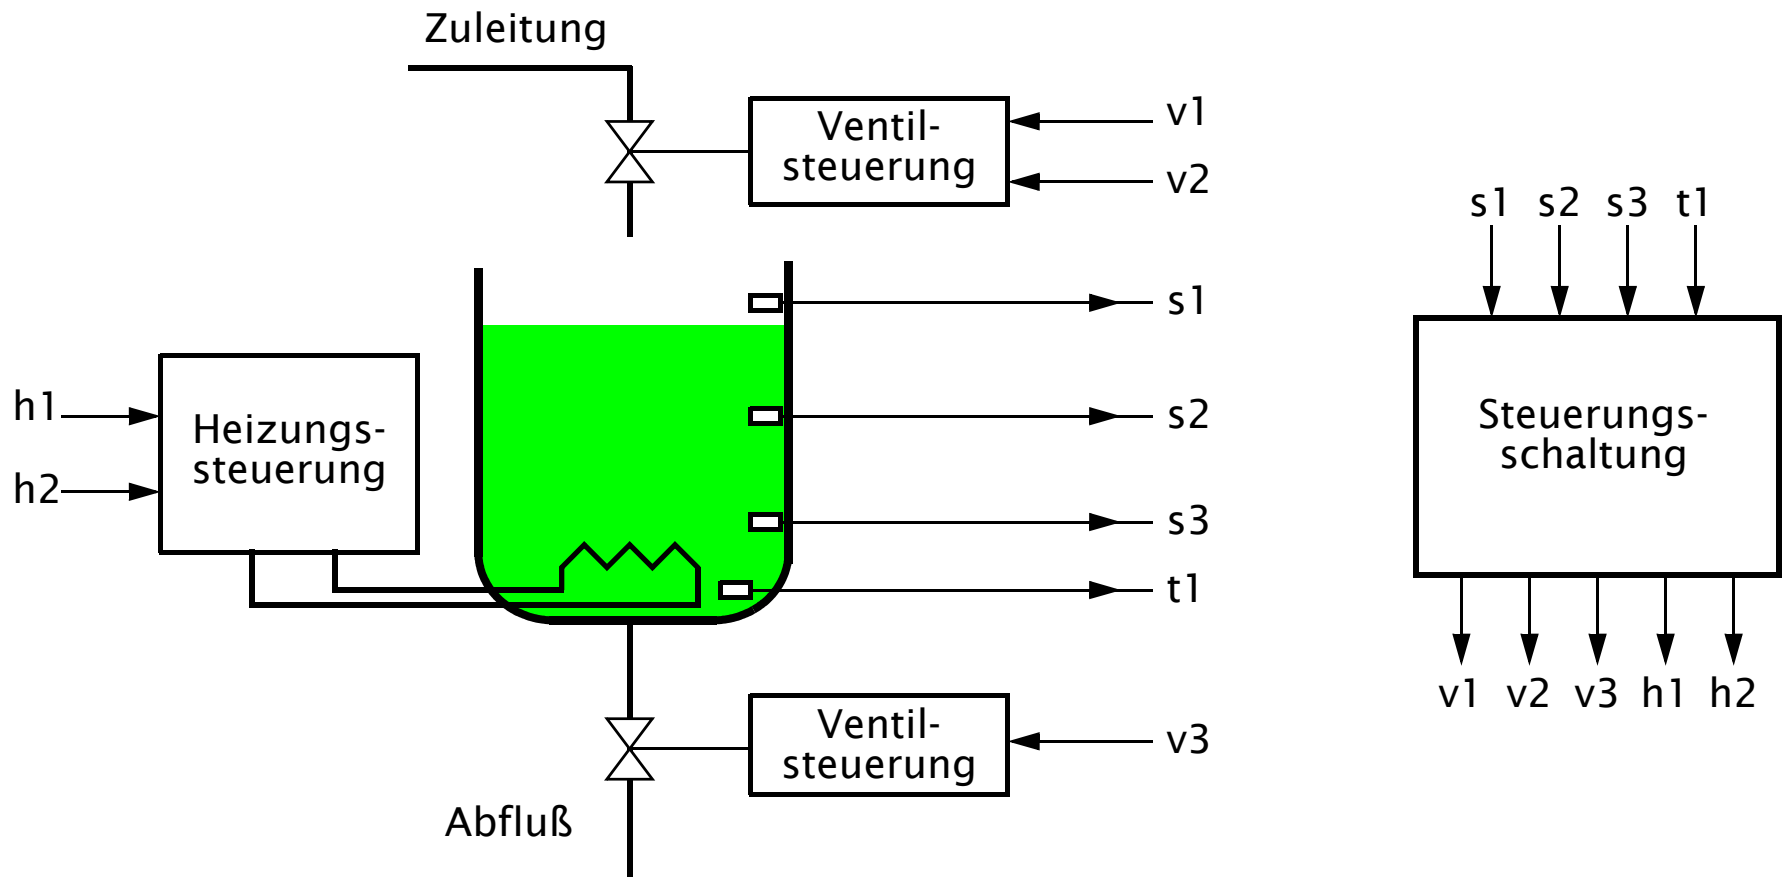 Zuleitung
Ventil-
steuerung
v1
v2
s1 s2 s3 t1
s1
h1
Heizungs-
steuerung
h2
s2
s3
t1
Steuerungs-
schaltung
v1 v2 v3 h1 h2
Ventil-
steuerung
v3
Abfluß